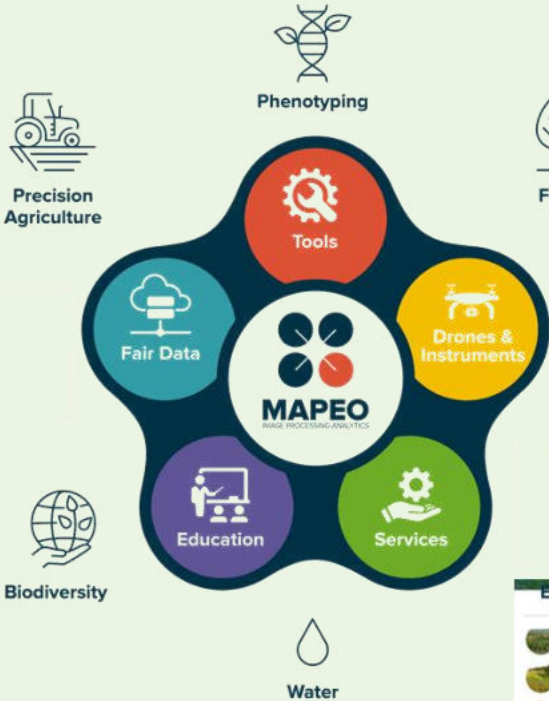 Phenotyping
Precision
Agriculture
Tools
Fair Data
Drones &
Instruments
MAPEO
IMAGE PROCESSING ANALYTICS
Education
Services
Biodiversity
Water